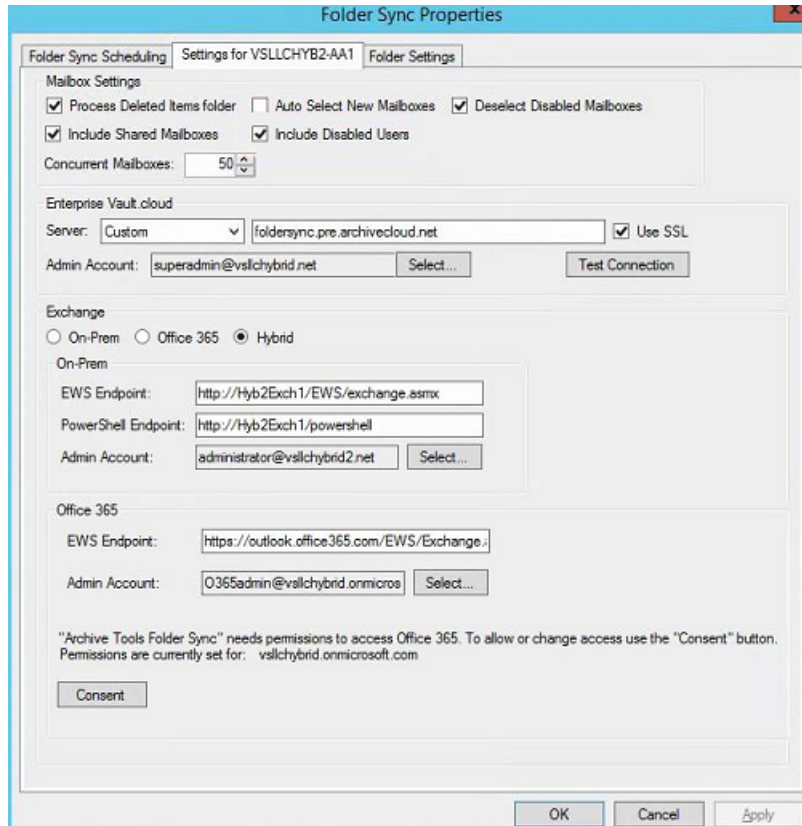 Folder Sync Properties
x
Folder Sync Scheduling Settings for VSLLCHYB2-AA1 Folder Settings
Mailbox Settings
Process Deleted Items folder Auto Select New Mailboxes Deselect Disabled Mailboxes
Include Shared Mailboxes Include Disabled Users
Concurrent Mailboxes: 50
Enterprise Vault.cloud
Server: Custom foldersync.pre.archivecloud.net Use SSL
Admin Account: superadmin@vsllchybrid.net Select... Test Connection
Exchange
On-Prem Office 365 Hybrid
On-Prem
EWS Endpoint: http://Hyb2Exch1/EWS/exchange.asmx
PowerShell Endpoint: http://Hyb2Exch1/powershell
Admin Account: administrator@vsllchybrid2.net Select...
Office 365
EWS Endpoint: https://outlook.office365.com/EWS/Exchange.
Admin Account: O365admin@vsllchybrid.onmicros Select...
"Archive Tools Folder Sync" needs permissions to access Office 365. To allow or change access use the "Consent" button.
Permissions are currently set for: vsllchybrid.onmicrosoft.com
Consent
OK Cancel Apply